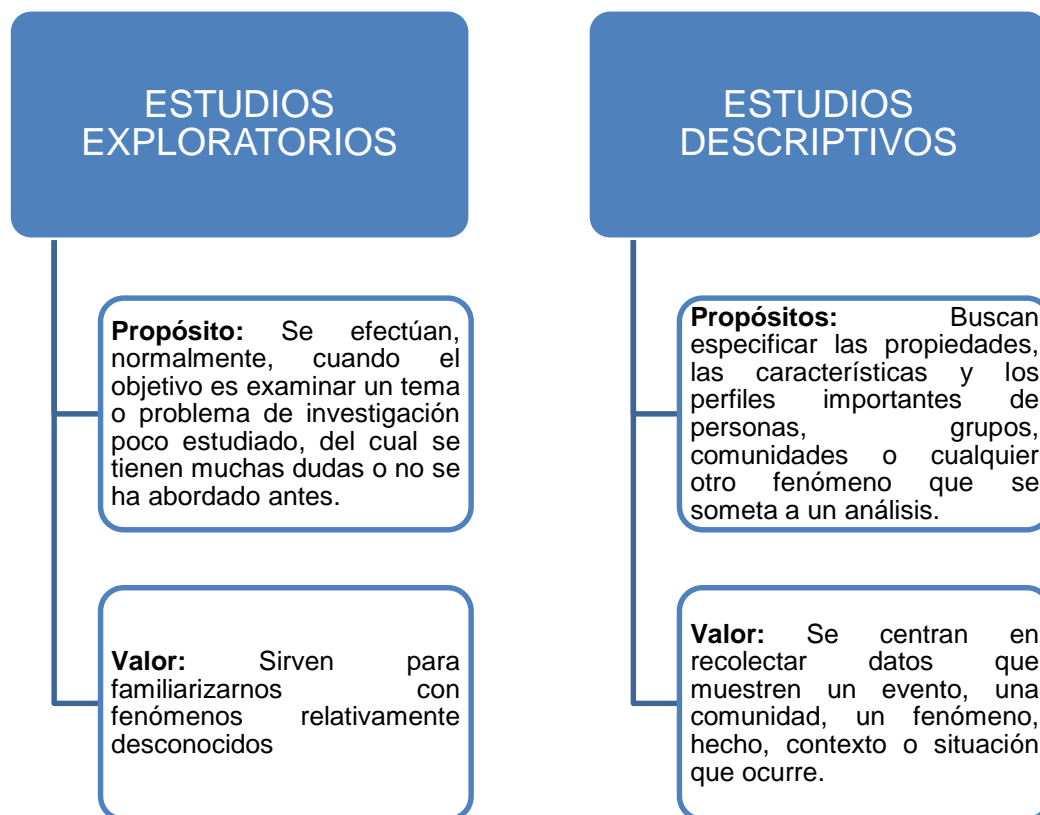 ESTUDIOS
EXPLORATORIOS
Propósito: Se efectúan,
normalmente, cuando el
objetivo es examinar un tema
o problema de investigación
poco estudiado, del cual se
tienen muchas dudas o no se
ha abordado antes.
Valor: Sirven para
familiarizarnos con
fenómenos relativamente
desconocidos
ESTUDIOS
DESCRIPTIVOS
Propósitos: Buscan
especificar las propiedades,
las características y los
perfiles importantes de
personas, grupos,
comunidades o cualquier
otro fenómeno que se
someta a un análisis.
Valor: Se centran en
recolectar datos que
muestren un evento, una
comunidad, un fenómeno,
hecho, contexto o situación
que ocurre.